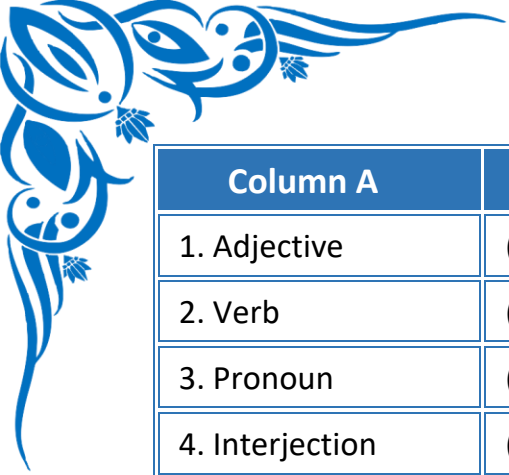 Column A
1. Adjective (
2. Verb (
3. Pronoun (
4. Interjection (